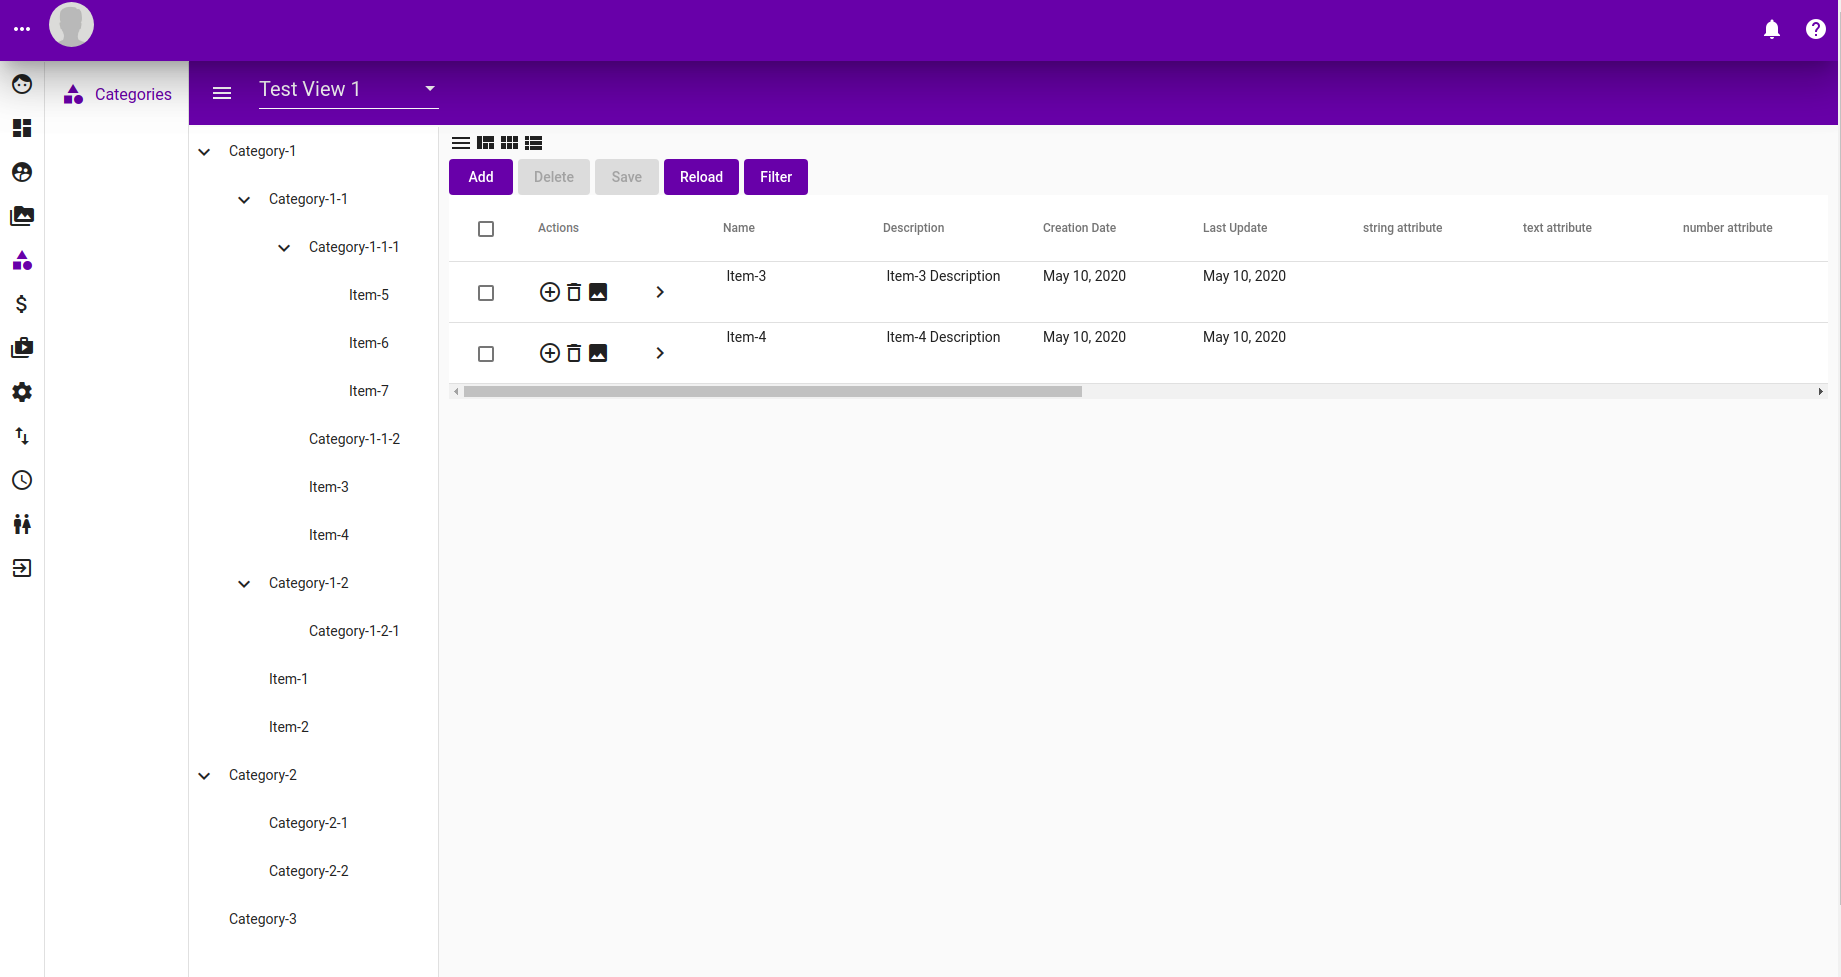 Categories
Test View 1
Category-1
Category-1-1
Category-1-1-1
Item-5
Item-6
Item-7
Category-1-1-2
Item-3
Item-4
Category-1-2
Category-1-2-1
Item-1
Item-2
Category-2
Category-2-1
Category-2-2
Category-3
Add Delete Save Reload Filter
Actions Name Description Creation Date Last Update string attribute text attribute number attribute
Item-3 Item-3 Description May 10, 2020 May 10, 2020
Item-4 Item-4 Description May 10, 2020 May 10, 2020